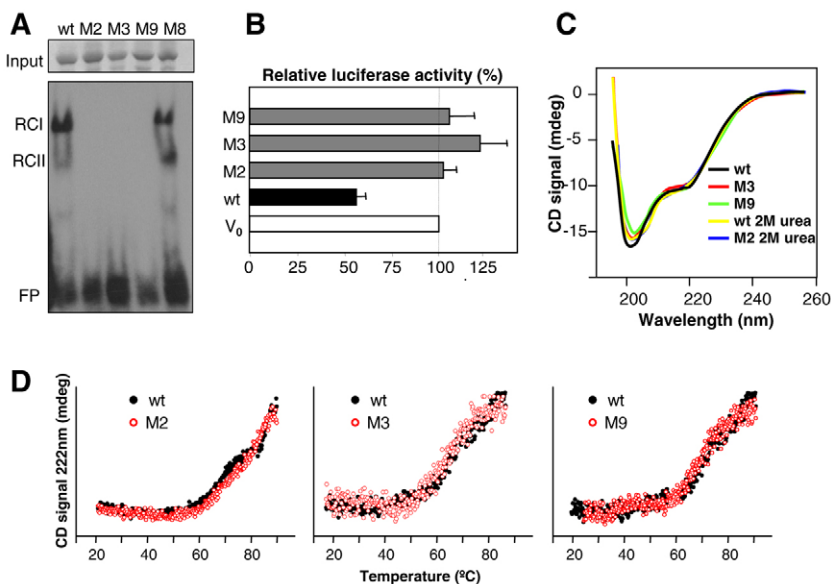 A
wt M2 M3 M9 M8
Input
RCI
RCII
FP
B
Relative luciferase activity (%)
M9
M3
M2
wt
V₀
0 25 50 75 100 125
C
CD signal (mdeg)
0
-5
-10
-15
wt
M3
M9
wt 2M urea
M2 2M urea
200 220 240 260
Wavelength (nm)
D
CD signal 222nm (mdeg)
wt
M2
wt
M3
wt
M9
20 40 60 80
20 40 60 80
20 40 60 80
Temperature (ºC)